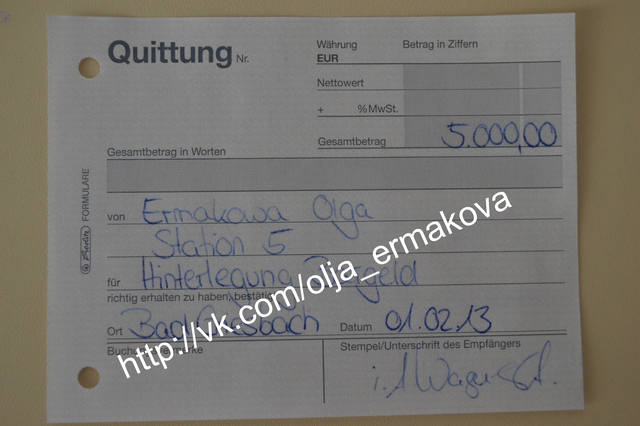 Quittung Nr.
Währung
EUR
Betrag in Ziffern
Nettowert
+ % MwSt.
Gesamtbetrag 5.000,00
Gesamtbetrag in Worten
von Ermakowa Olga
Station 5
für Hinterlegung
richtig erhalten zu haben, bestätigt
Ort Bad Datum 01.02.13
Stempel/Unterschrift des Empfängers
FORMULARE
http://vk.com/olja_ermakova